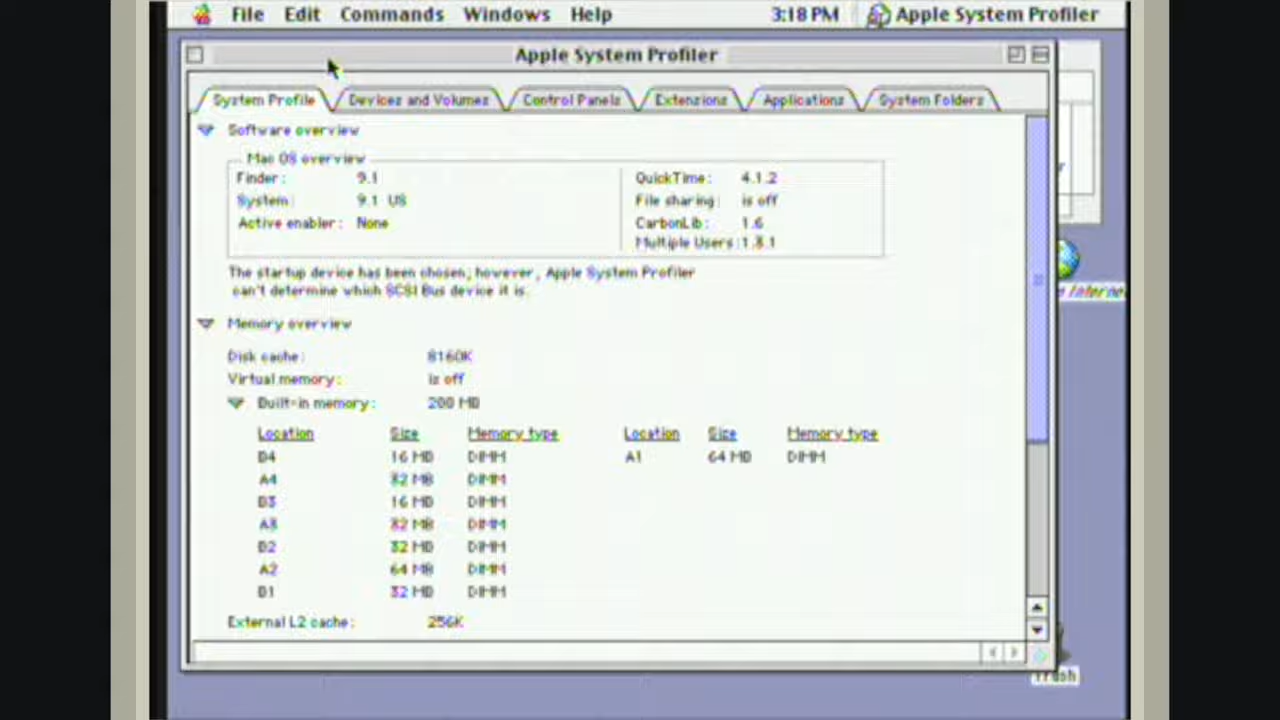 File Edit Commands Windows Help 3:18 PM Apple System Profiler
Apple System Profiler
System Profile Devices and Volumes Control Panels Extensions Applications System Folders
Software overview
Mac OS overview
Finder: 9.1 QuickTime: 4.1.2
System: 9.1 US File sharing: is off
Active enabler: None CarbonLib: 1.6
Multiple Users: 1.3.1
The startup device has been chosen; however, Apple System Profiler
can't determine which SCSI Bus device it is.
Memory overview
Disk cache: 8160K
Virtual memory: is off
Built-in memory: 288 MB
Location Size Memory type Location Size Memory type
B4 16 MB DIMM A1 64 MB DIMM
A4 32 MB DIMM
B3 16 MB DIMM
A3 32 MB DIMM
B2 32 MB DIMM
A2 64 MB DIMM
B1 32 MB DIMM
External L2 cache: 256K
Trash